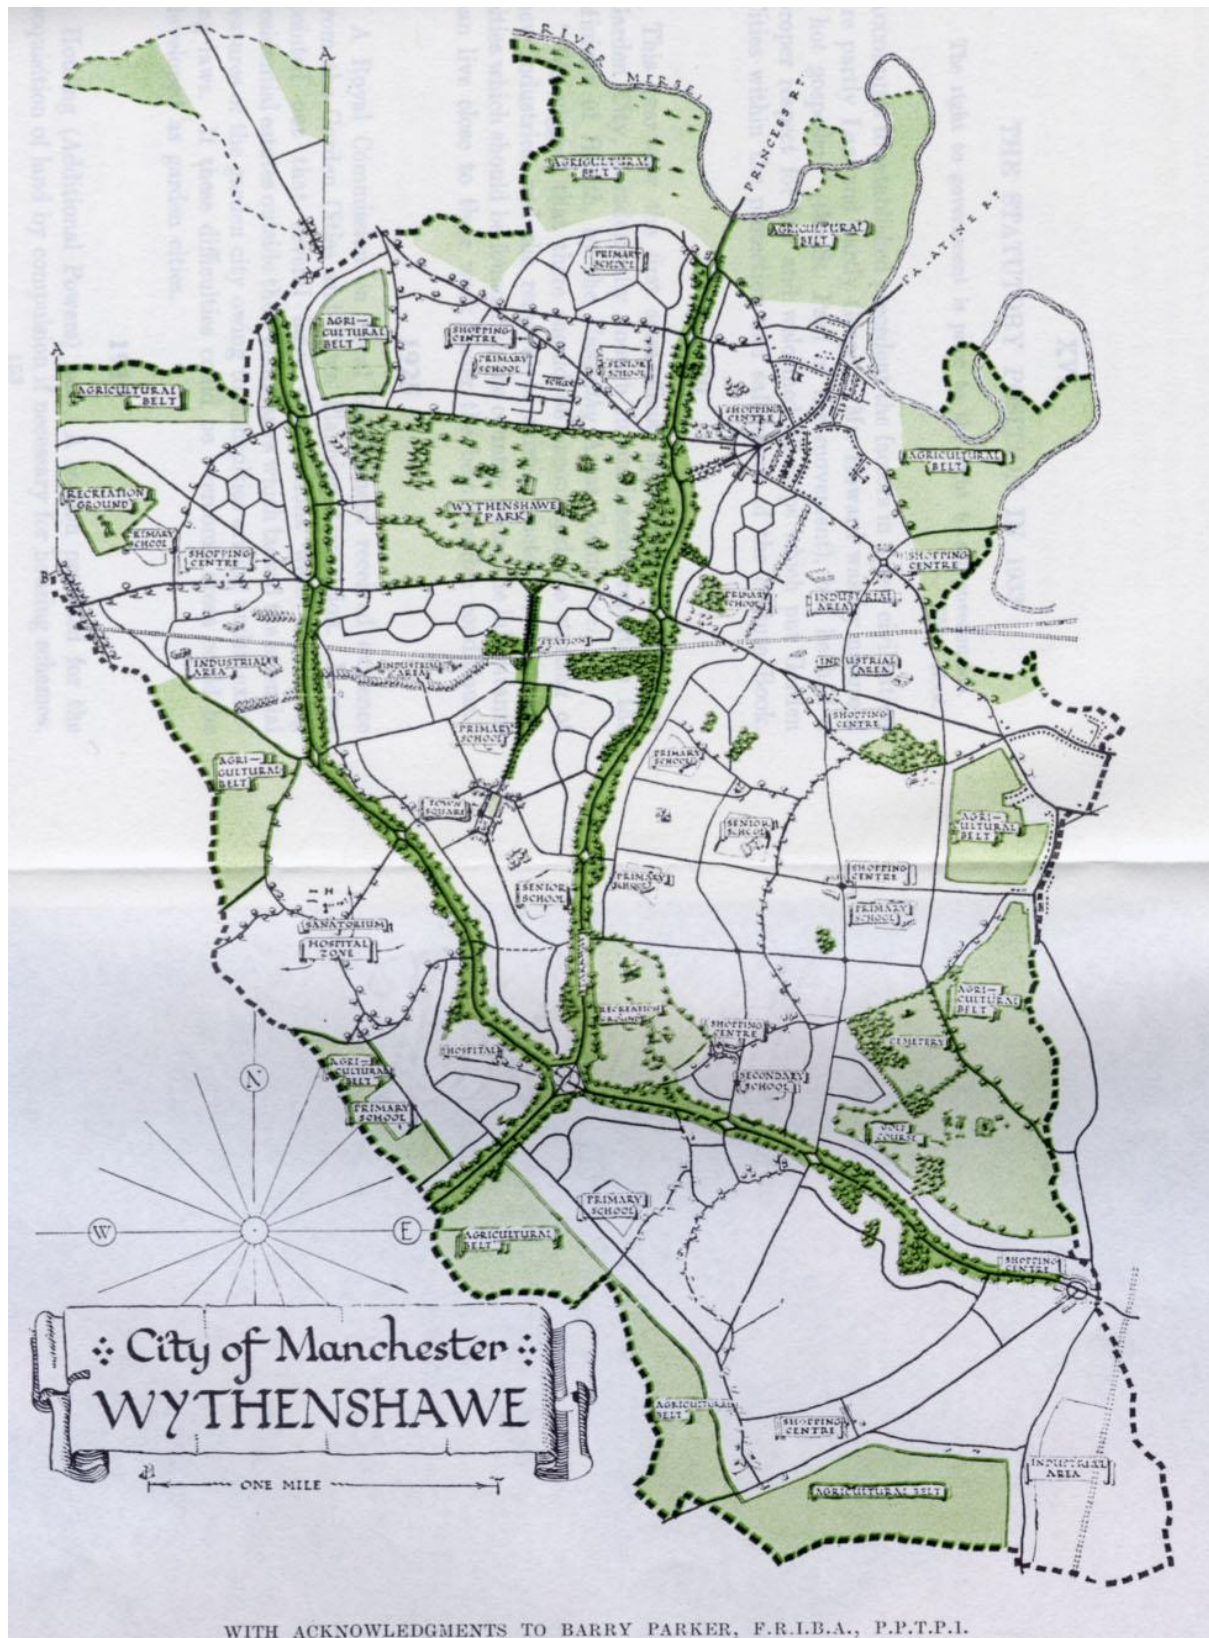 RIVER MERSEY
PRINCESS RD.
PALATINE RD.
A
AGRICULTURAL
BELT
PRIMARY
SCHOOL
AGRICULTURAL
BELT
B
AGRI-
CULTURAL
BELT
SHOPPING
CENTRE
PRIMARY
SCHOOL
SCHOOL
SENIOR
SCHOOL
A
AGRICULTURAL
BELT
SHOPPING
CENTRE
AGRICULTURAL
BELT
RECREATION
GROUND
WYTHENSHAWE
PARK
PRIMARY
SCHOOL
SHOPPING
CENTRE
SHOPPING
CENTRE
B
PRIMARY
SCHOOL
INDUSTRIAL
AREA
STATION
INDUSTRIAL
AREA
INDUSTRIAL
AREA
INDUSTRIAL
AREA
SHOPPING
CENTRE
PRIMARY
SCHOOL
PRIMARY
SCHOOL
AGRI-
CULTURAL
BELT
TOWN
SQUARE
SENIOR
SCHOOL
AGRI-
CULTURAL
BELT
SENIOR
SCHOOL
PRIMARY
SCHOOL
SHOPPING
CENTRE
PRIMARY
SCHOOL
SANATORIUM
HOSPITAL
ZONE
PARKWAY
RECREATION
GROUND
AGRI-
CULTURAL
BELT
SHOPPING
CENTRE
CEMETERY
HOSPITAL
AGRI-
CULTURAL
BELT
SECONDARY
SCHOOL
PRIMARY
SCHOOL
GOLF
COURSE
N
W
E
PRIMARY
SCHOOL
AGRICULTURAL
BELT
SHOPPING
CENTRE
City of Manchester
WYTHENSHAWE
ONE MILE
AGRICULTURAL
BELT
SHOPPING
CENTRE
INDUSTRIAL
AREA
AGRICULTURAL BELT
WITH ACKNOWLEDGMENTS TO BARRY PARKER, F.R.I.B.A., P.P.T.P.I.